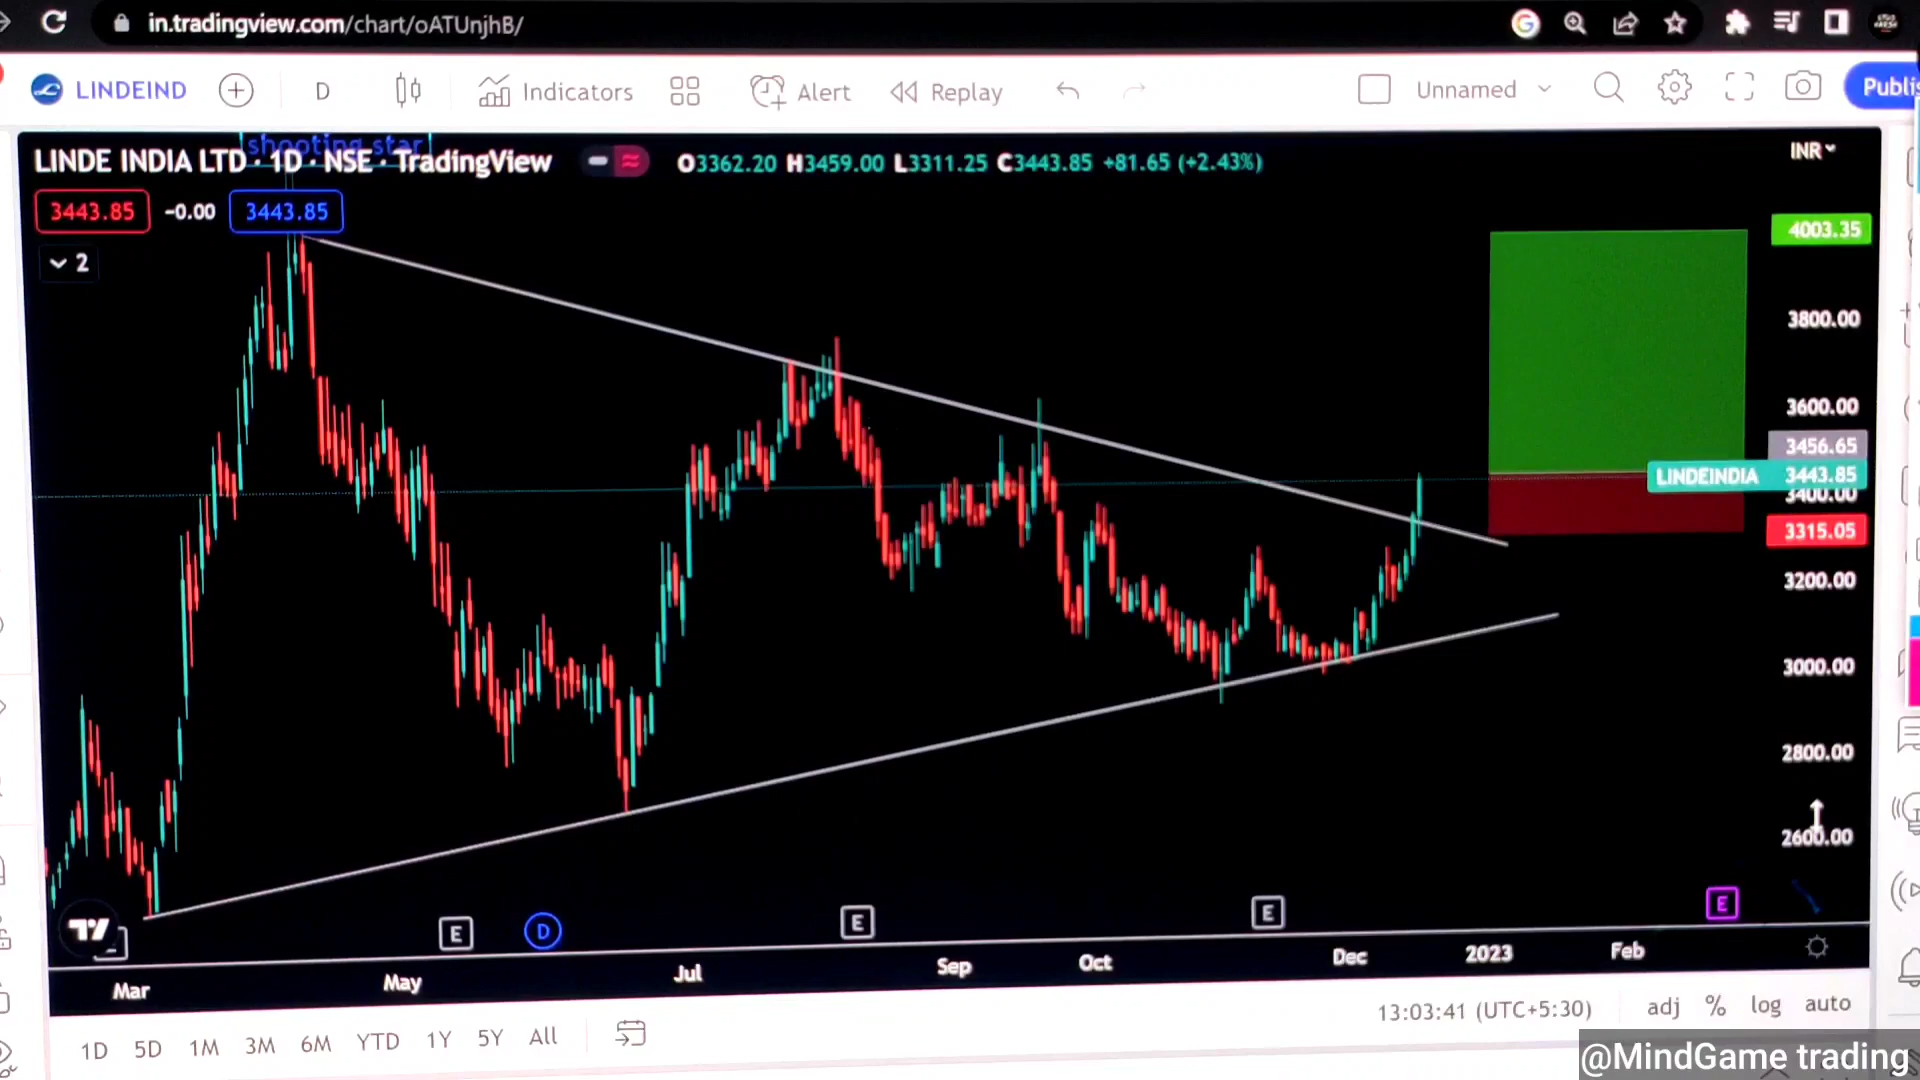 in.tradingview.com/chart/oATUnjhB/
LINDEIND
D
Indicators
Alert
Replay
Unnamed
shooting star
LINDE INDIA LTD · 1D · NSE · TradingView
O3362.20 H3459.00 L3311.25 C3443.85 +81.65 (+2.43%)
INR
3443.85
-0.00
3443.85
2
4003.35
3800.00
3600.00
3456.65
LINDEINDIA 3443.85
3400.00
3315.05
3200.00
3000.00
2800.00
2600.00
E
D
E
E
E
Mar
May
Jul
Sep
Oct
Dec
2023
Feb
13:03:41 (UTC+5:30)
adj
%
log
auto
1D
5D
1M
3M
6M
YTD
1Y
5Y
All
@MindGame trading